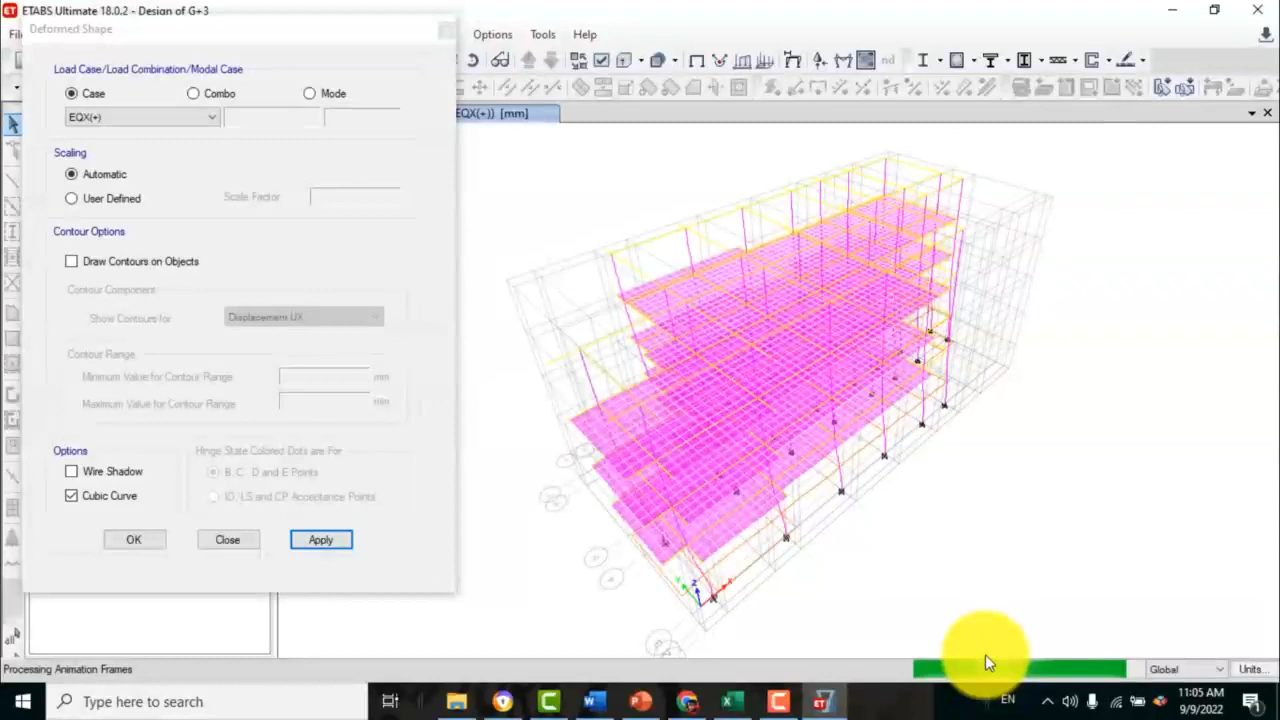 ETABS Ultimate 18.0.2 - Design of G+3
Deformed Shape
Options Tools Help
nd
EQX(+)) [mm]
Load Case/Load Combination/Modal Case
Case Combo Mode
EQX(+)
Scaling
Automatic
User Defined Scale Factor
Contour Options
Draw Contours on Objects
Contour Component
Show Contours for Displacement UX
Contour Range
Minimum Value for Contour Range mm
Maximum Value for Contour Range mm
Options Hinge State Colored Dots are For
Wire Shadow B, C, D and E Points
Cubic Curve IO, LS and CP Acceptance Points
OK Close Apply
X
Y
Z
all
Processing Animation Frames Global Units...
Type here to search EN 11:05 AM
9/9/2022